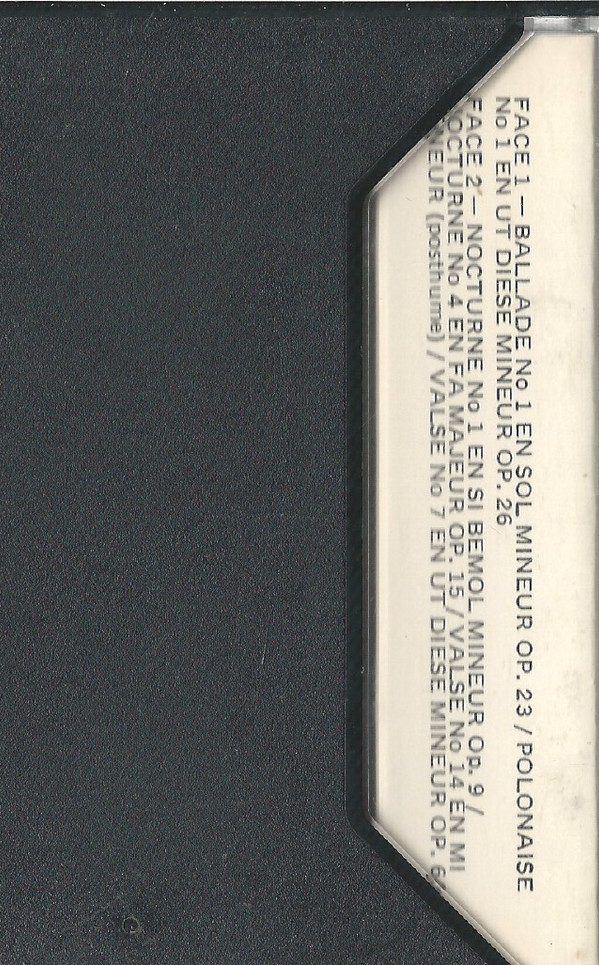 FACE 1 — BALLADE No 1 EN SOL MINEUR OP. 23 / POLONAISE
No 1 EN UT DIESE MINEUR OP. 26
FACE 2 — NOCTURNE No 1 EN SI BEMOL MINEUR Op. 9 /
NOCTURNE No 4 EN FA MAJEUR OP. 15 / VALSE No 14 EN MI
MINEUR (posthume) / VALSE No 7 EN UT DIESE MINEUR OP.